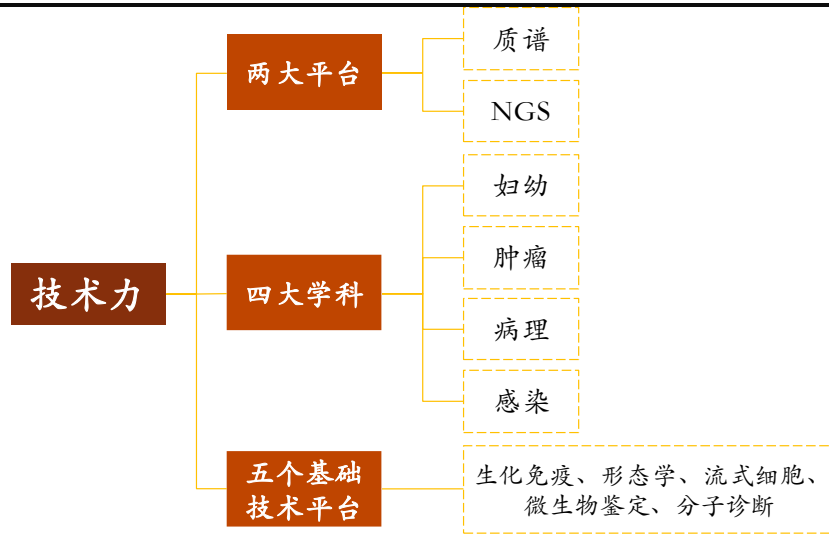 技术力
两大平台
质谱
NGS
四大学科
妇幼
肿瘤
病理
感染
五个基础
技术平台
生化免疫、形态学、流式细胞、
微生物鉴定、分子诊断